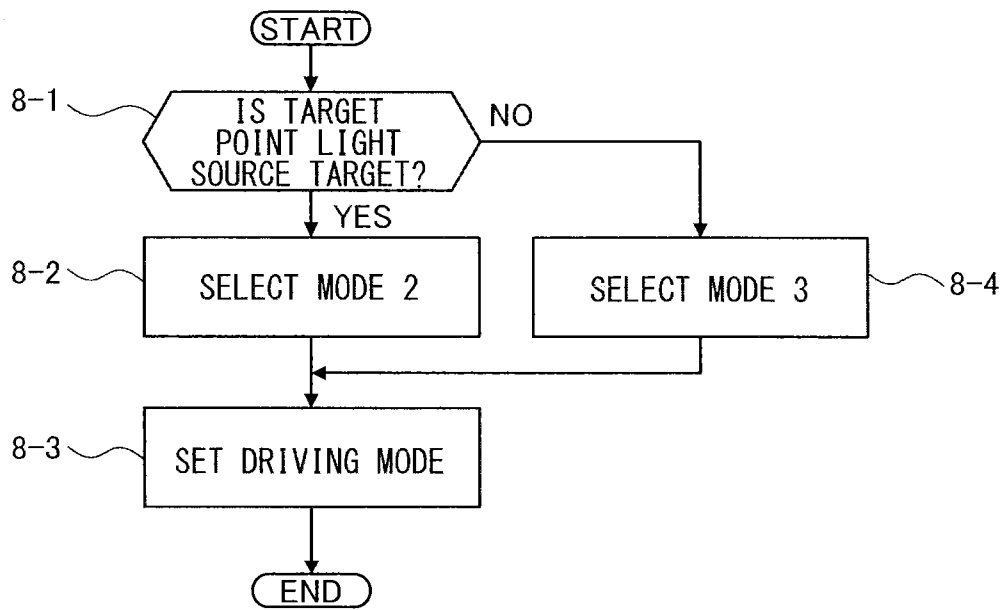 START
8-1
IS TARGET
POINT LIGHT
SOURCE TARGET?
NO
YES
8-2
SELECT MODE 2
SELECT MODE 3
8-4
8-3
SET DRIVING MODE
END